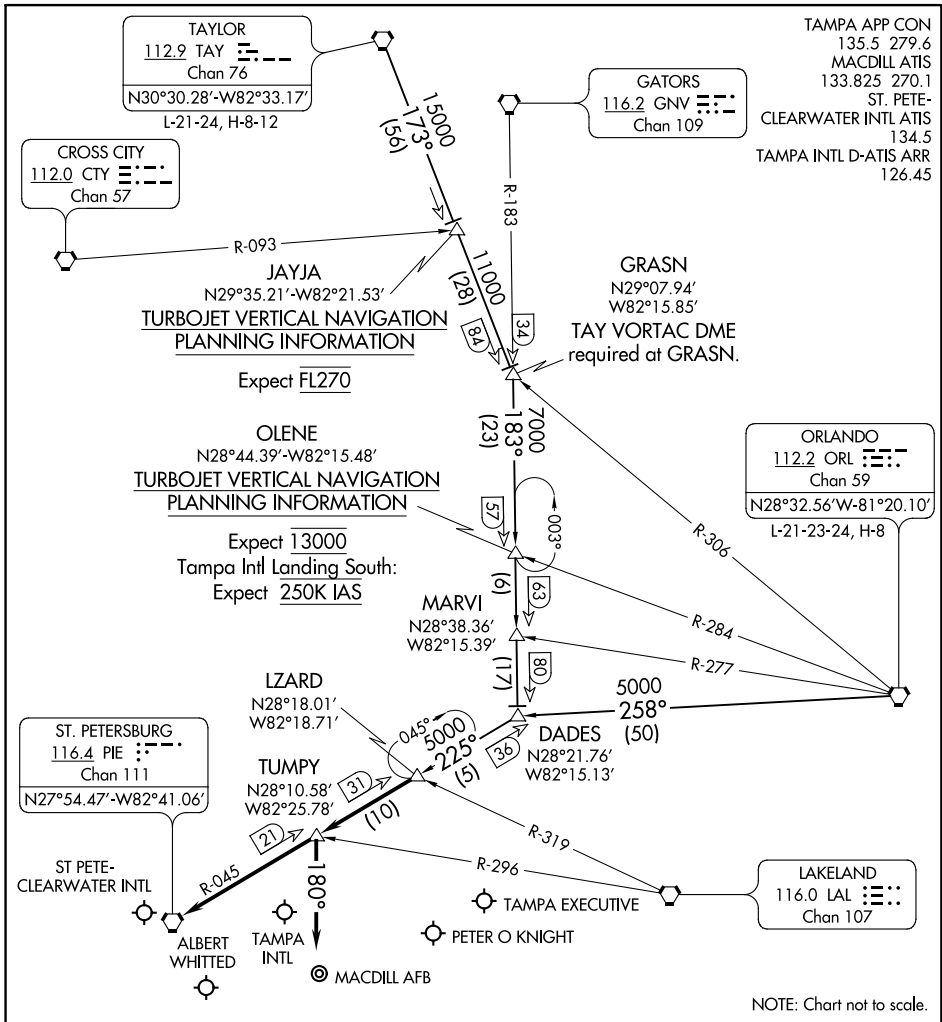 TAYLOR
112.9 TAY
Chan 76
N30°30.28'-W82°33.17'
L-21-24, H-8-12
TAMPA APP CON
135.5 279.6
MACDILL ATIS
133.825 270.1
ST. PETE-
CLEARWATER INTL ATIS
134.5
TAMPA INTL D-ATIS ARR
126.45
GATORS
116.2 GNV
Chan 109
CROSS CITY
112.0 CTY
Chan 57
15000
173°
(56)
R-183
R-093
JAYJA
N29°35.21'-W82°21.53'
TURBOJET VERTICAL NAVIGATION
PLANNING INFORMATION
Expect FL270
11000
(28)
84
34
GRASN
N29°07.94'
W82°15.85'
TAY VORTAC DME
required at GRASN.
7000
183°
(23)
OLENE
N28°44.39'-W82°15.48'
TURBOJET VERTICAL NAVIGATION
PLANNING INFORMATION
Expect 13000
Tampa Intl Landing South:
Expect 250K IAS
57
003°
ORLANDO
112.2 ORL
Chan 59
N28°32.56'W-81°20.10'
L-21-23-24, H-8
R-306
R-284
R-277
(6)
63
MARVI
N28°38.36'
W82°15.39'
(17)
80
5000
258°
(50)
LZARD
N28°18.01'
W82°18.71'
045°
5000
225°
(5)
36
DADES
N28°21.76'
W82°15.13'
ST. PETERSBURG
116.4 PIE
Chan 111
N27°54.47'-W82°41.06'
TUMPY
N28°10.58'
W82°25.78'
31
(10)
21
R-045
R-319
R-296
180°
LAKELAND
116.0 LAL
Chan 107
ST PETE-
CLEARWATER INTL
ALBERT
WHITTED
TAMPA
INTL
TAMPA EXECUTIVE
PETER O KNIGHT
MACDILL AFB
NOTE: Chart not to scale.